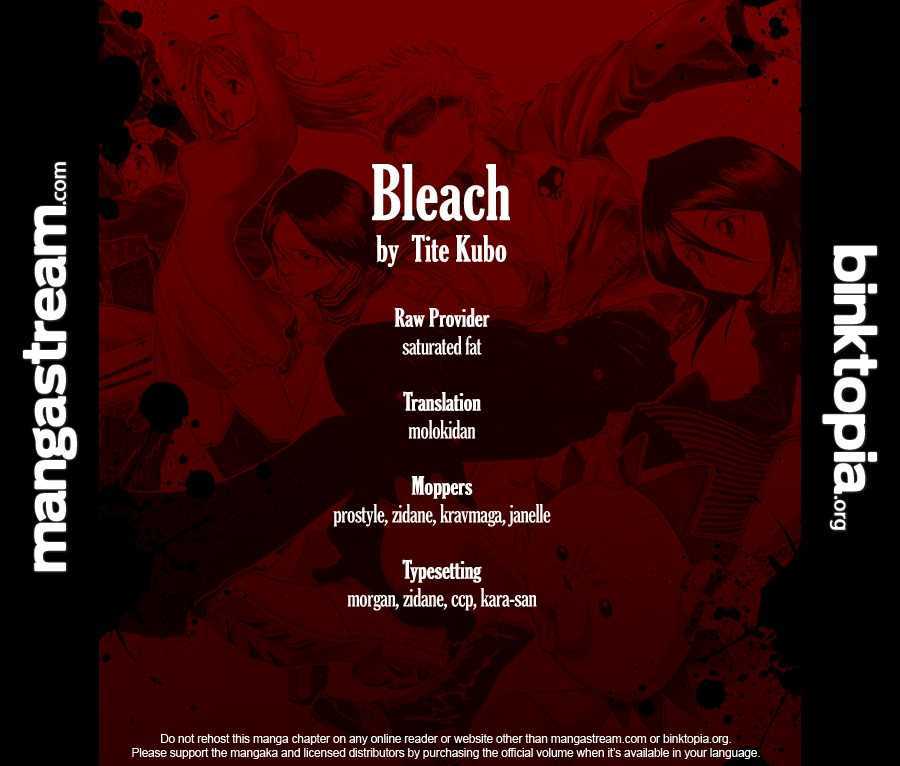 mangastream.com
Bleach
by Tite Kubo
Raw Provider
saturated fat
Translation
molokidan
Moppers
prostyle, zidane, kravmaga, janelle
Typesetting
morgan, zidane, ccp, kara-san
binktopia.org
Do not rehost this manga chapter on any online reader or website other than mangastream.com or binktopia.org.
Please support the mangaka and licensed distributors by purchasing the official volume when it's available in your language.